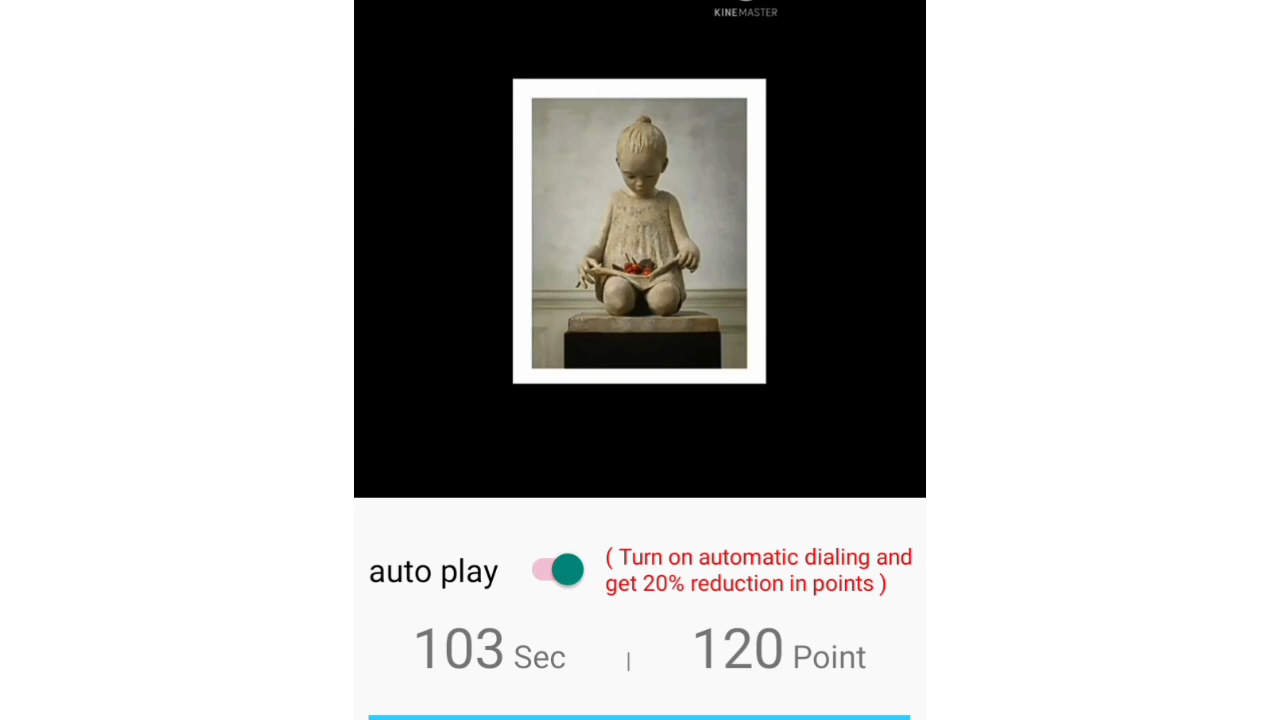 KINEMASTER
auto play
( Turn on automatic dialing and
get 20% reduction in points )
103 Sec | 120 Point